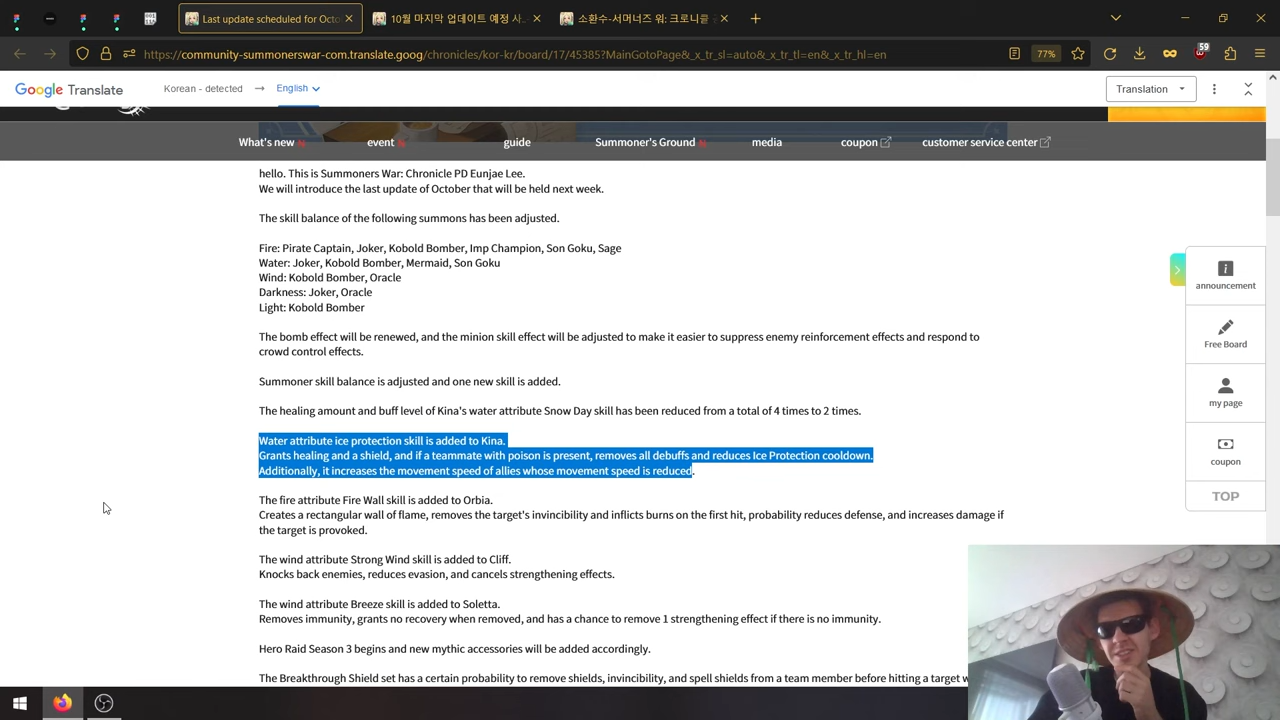 Last update scheduled for Octo
10월 마지막 업데이트 예정 사
소환수-서머너즈 워: 크로니클 
https://community-summonerswar-com.translate.goog/chronicles/kor-kr/board/17/45385?MainGotoPage&_x_tr_sl=auto&_x_tr_tl=en&_x_tr_hl=en
77%
59
Google Translate
Korean - detected
English
Translation
What's new N
event N
guide
Summoner's Ground N
media
coupon
customer service center
hello. This is Summoners War: Chronicle PD Eunjae Lee.
We will introduce the last update of October that will be held next week.
The skill balance of the following summons has been adjusted.
Fire: Pirate Captain, Joker, Kobold Bomber, Imp Champion, Son Goku, Sage
Water: Joker, Kobold Bomber, Mermaid, Son Goku
Wind: Kobold Bomber, Oracle
Darkness: Joker, Oracle
Light: Kobold Bomber
The bomb effect will be renewed, and the minion skill effect will be adjusted to make it easier to suppress enemy reinforcement effects and respond to
crowd control effects.
Summoner skill balance is adjusted and one new skill is added.
The healing amount and buff level of Kina's water attribute Snow Day skill has been reduced from a total of 4 times to 2 times.
Water attribute ice protection skill is added to Kina.
Grants healing and a shield, and if a teammate with poison is present, removes all debuffs and reduces Ice Protection cooldown.
Additionally, it increases the movement speed of allies whose movement speed is reduced.
The fire attribute Fire Wall skill is added to Orbia.
Creates a rectangular wall of flame, removes the target's invincibility and inflicts burns on the first hit, probability reduces defense, and increases damage if
the target is provoked.
The wind attribute Strong Wind skill is added to Cliff.
Knocks back enemies, reduces evasion, and cancels strengthening effects.
The wind attribute Breeze skill is added to Soletta.
Removes immunity, grants no recovery when removed, and has a chance to remove 1 strengthening effect if there is no immunity.
Hero Raid Season 3 begins and new mythic accessories will be added accordingly.
The Breakthrough Shield set has a certain probability to remove shields, invincibility, and spell shields from a team member before hitting a target
announcement
Free Board
my page
coupon
TOP